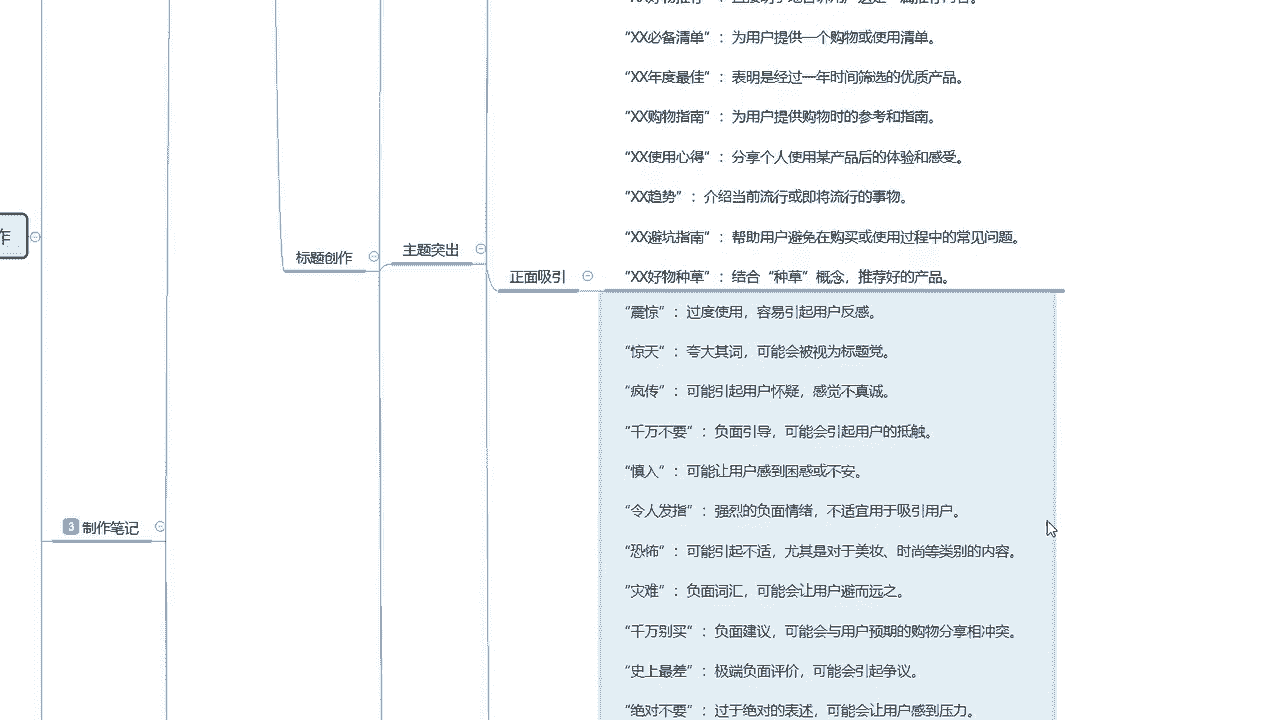 “XX必备清单”：为用户提供一个购物或使用清单。
“XX年度最佳”：表明是经过一年时间筛选的优质产品。
“XX购物指南”：为用户提供购物时的参考和指南。
“XX使用心得”：分享个人使用某产品后的体验和感受。
“XX趋势”：介绍当前流行或即将流行的事物。
作
“XX避坑指南”：帮助用户避免在购买或使用过程中的常见问题。
标题创作
主题突出
正面吸引
“XX好物种草”：结合“种草”概念，推荐好的产品。
“震惊”：过度使用，容易引起用户反感。
“惊天”：夸大其词，可能会被视为标题党。
“疯传”：可能引起用户怀疑，感觉不真诚。
“千万不要”：负面引导，可能会引起用户的抵触。
“慎入”：可能让用户感到困惑或不安。
“令人发指”：强烈的负面情绪，不适宜用于吸引用户。
3 制作笔记
“恐怖”：可能引起不适，尤其是对于美妆、时尚等类别的内容。
“灾难”：负面词汇，可能会让用户避而远之。
“千万别买”：负面建议，可能会与用户预期的购物分享相冲突。
“史上最差”：极端负面评价，可能会引起争议。
“绝对不要”：过于绝对的表述，可能会让用户感到压力。